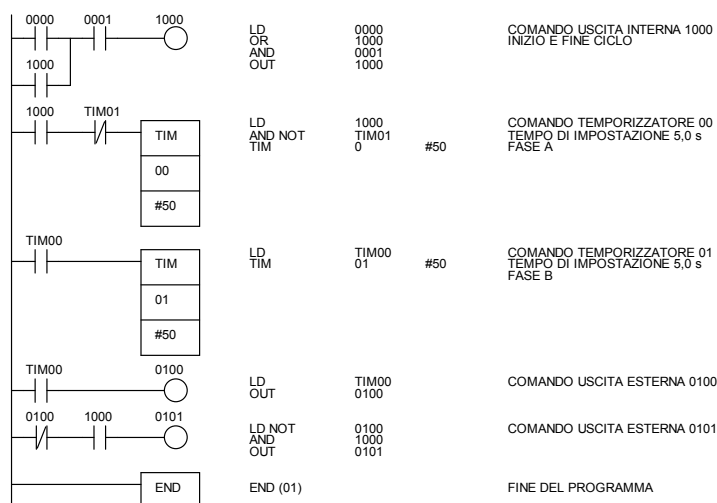 0000 0001 1000
1000
LD 0000 COMANDO USCITA INTERNA 1000
OR 1000 INIZIO E FINE CICLO
AND 0001
OUT 1000
1000 TIM01
TIM
00
#50
LD 1000 COMANDO TEMPORIZZATORE 00
AND NOT TIM01 TEMPO DI IMPOSTAZIONE 5,0 s
TIM 0 #50 FASE A
TIM00
TIM
01
#50
LD TIM00 COMANDO TEMPORIZZATORE 01
TIM 01 #50 TEMPO DI IMPOSTAZIONE 5,0 s
FASE B
TIM00 0100
LD TIM00 COMANDO USCITA ESTERNA 0100
OUT 0100
0100 1000 0101
LD NOT 0100 COMANDO USCITA ESTERNA 0101
AND 1000
OUT 0101
END
END (01) FINE DEL PROGRAMMA